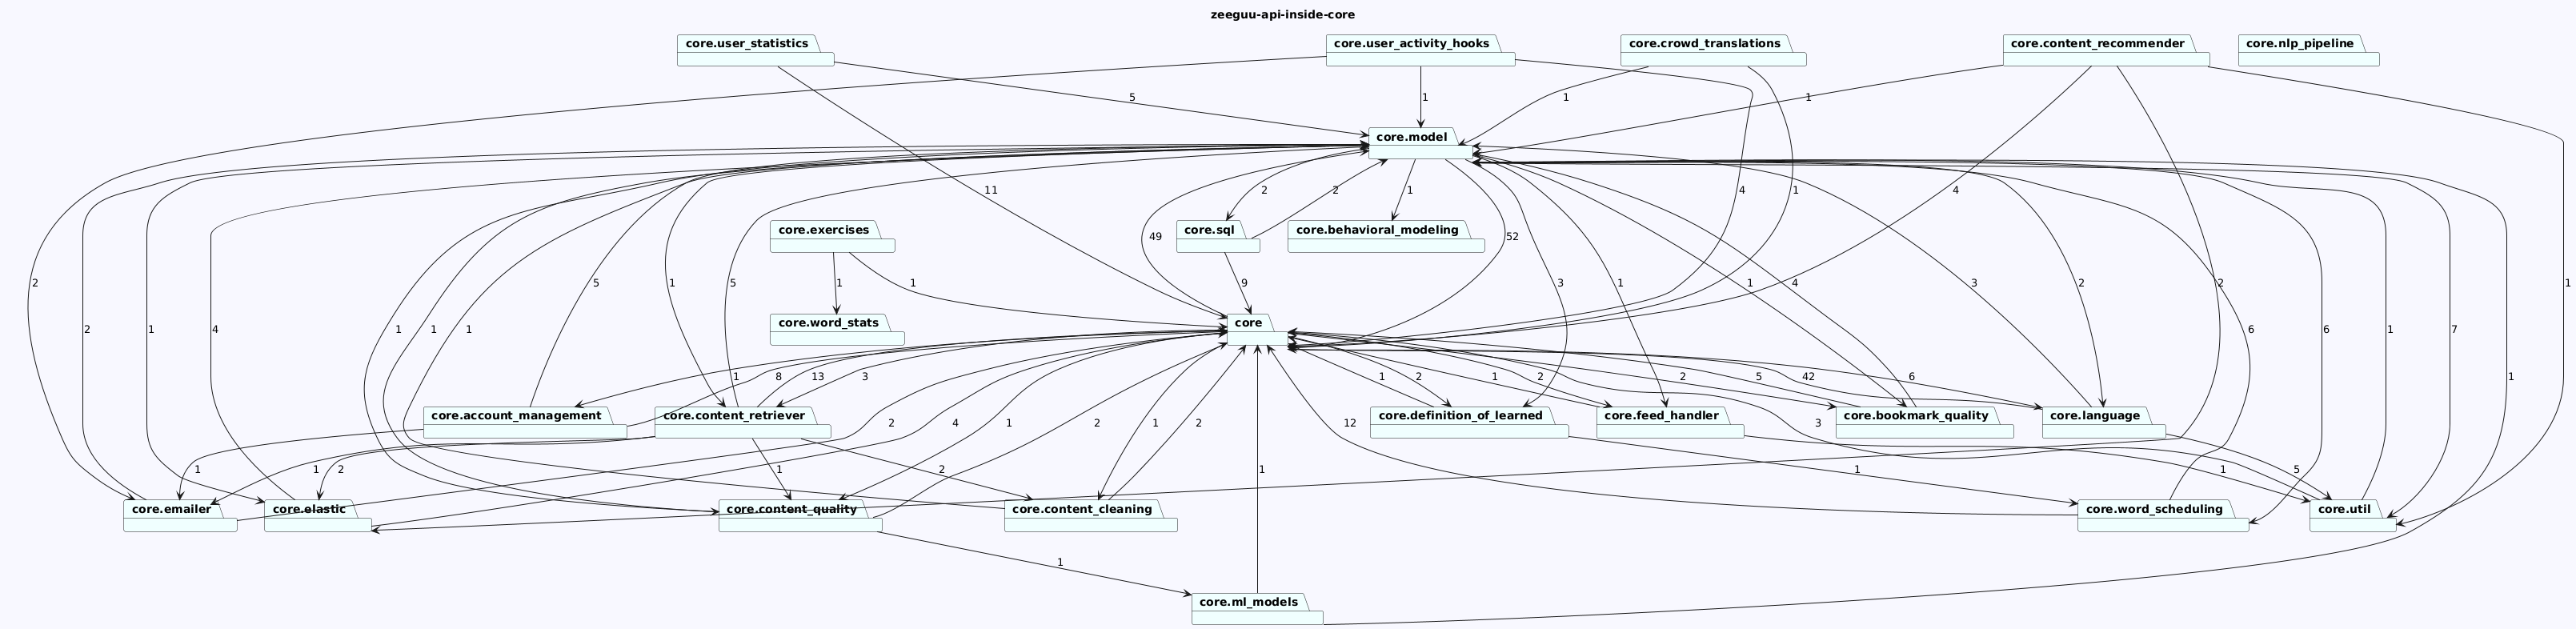 zeeguu-api-inside-core
core.user_statistics
core.user_activity_hooks
core.crowd_translations
core.content_recommender
core.nlp_pipeline
5
1
1
1
core.model
11
2
2
1
4
1
4
core.exercises
core.sql
core.behavioral_modeling
49
52
2
2
1
4
5
1
5
1
1
9
3
1
1
4
3
2
2
1
core.word_stats
core
2
1
1
1
1
6
6
1
7
1
1
8
13
3
2
1
2
2
5
42
6
core.account_management
core.content_retriever
core.definition_of_learned
core.feed_handler
core.bookmark_quality
core.language
2
4
1
2
1
2
12
3
1
1
2
1
2
1
1
1
5
core.emailer
core.elastic
core.content_quality
core.content_cleaning
core.word_scheduling
core.util
1
core.ml_models